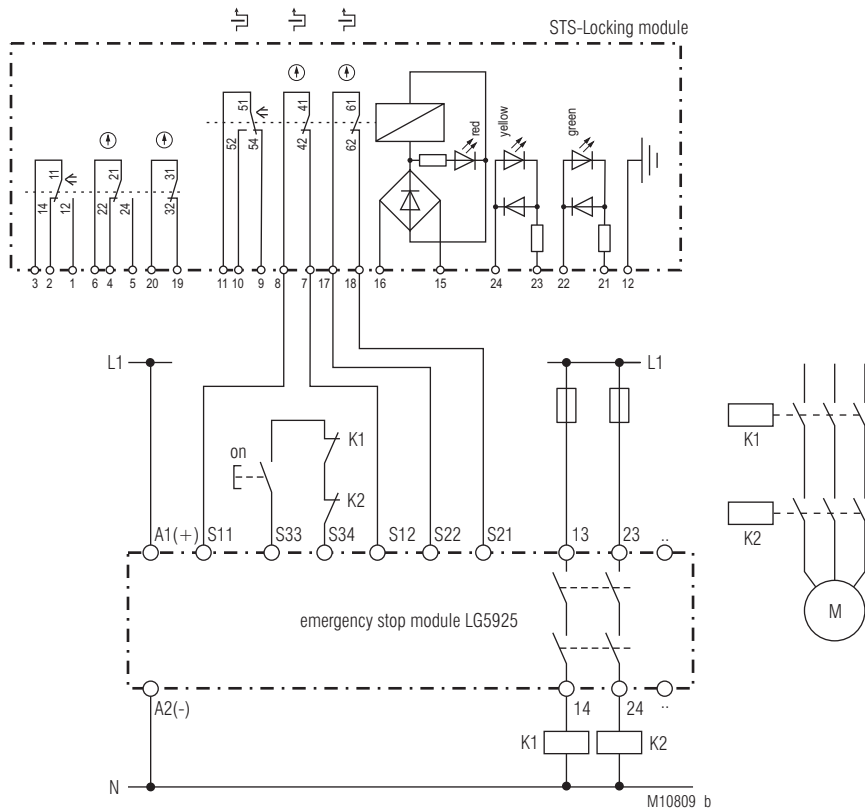 STS-Locking module
51
41
61
52
54
42
62
red
yellow
green
11
21
31
14
12
22
24
32
3 2 1 6 4 5 20 19 11 10 9 8 7 17 18 16 15 24 23 22 21 12
L1
L1
on
K1
K2
K1
K2
A1(+) S11 S33 S34 S12 S22 S21 13 23 ..
emergency stop module LG5925
M
A2(-) 14 24 ..
K1 K2
N
M10809_b